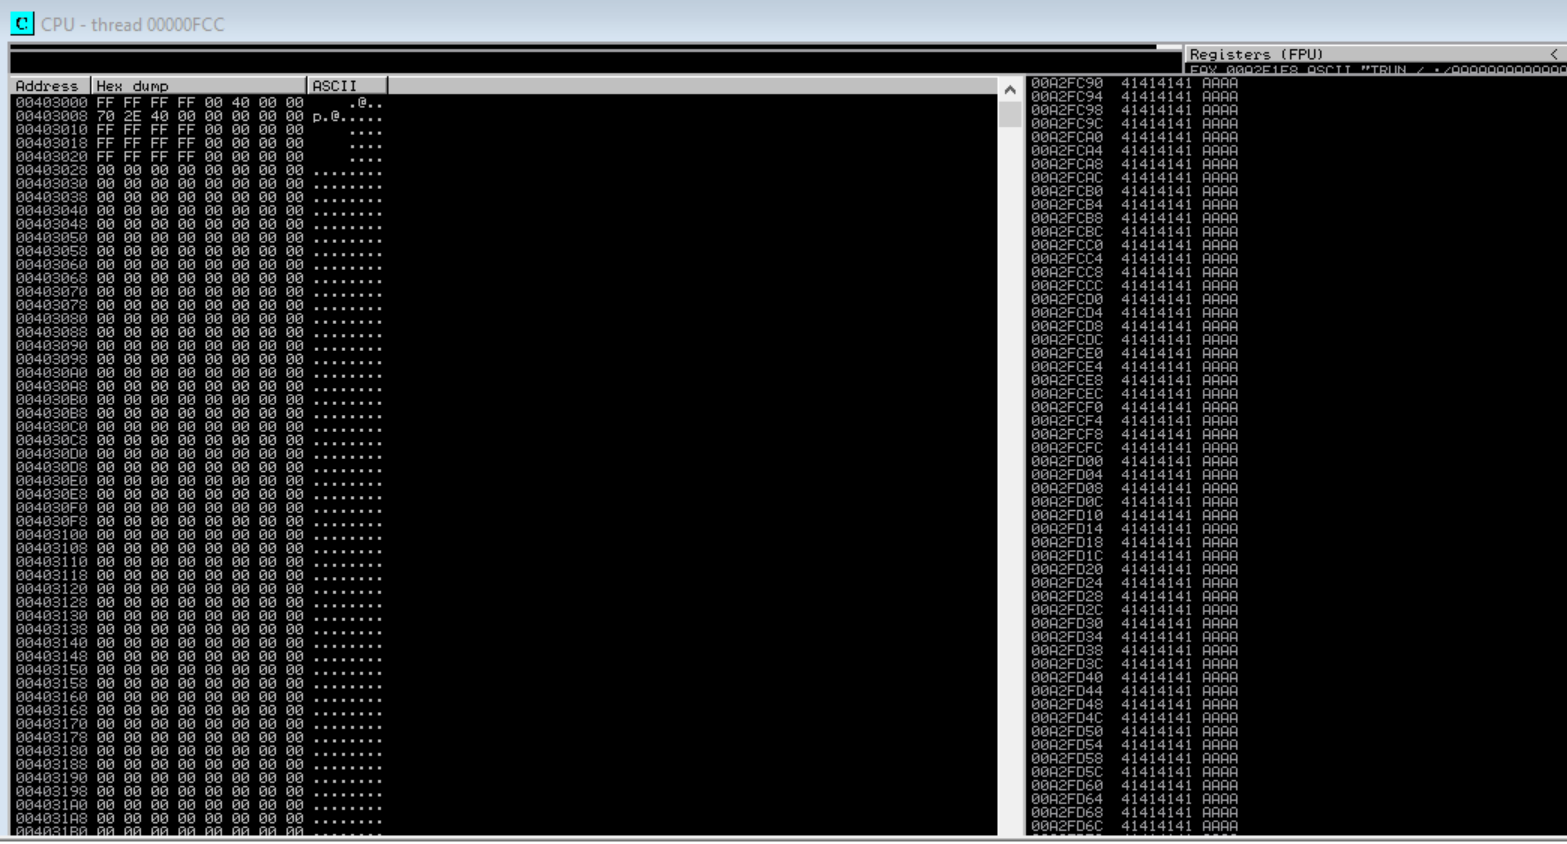 C CPU - thread 00000FCC
Registers (FPU) <
EAX 00A2F1E8 ASCII "TRUN /.:/AAAAAAAAAAAAA
Address Hex dump ASCII
00403000 FF FF FF FF 00 40 00 00 .@..
00403008 70 2E 40 00 00 00 00 00 p.@.....
00403010 FF FF FF FF 00 00 00 00 ....
00403018 FF FF FF FF 00 00 00 00 ....
00403020 FF FF FF FF 00 00 00 00 ....
00403028 00 00 00 00 00 00 00 00 ........
00403030 00 00 00 00 00 00 00 00 ........
00403038 00 00 00 00 00 00 00 00 ........
00403040 00 00 00 00 00 00 00 00 ........
00403048 00 00 00 00 00 00 00 00 ........
00403050 00 00 00 00 00 00 00 00 ........
00403058 00 00 00 00 00 00 00 00 ........
00403060 00 00 00 00 00 00 00 00 ........
00403068 00 00 00 00 00 00 00 00 ........
00403070 00 00 00 00 00 00 00 00 ........
00403078 00 00 00 00 00 00 00 00 ........
00403080 00 00 00 00 00 00 00 00 ........
00403088 00 00 00 00 00 00 00 00 ........
00403090 00 00 00 00 00 00 00 00 ........
00403098 00 00 00 00 00 00 00 00 ........
004030A0 00 00 00 00 00 00 00 00 ........
004030A8 00 00 00 00 00 00 00 00 ........
004030B0 00 00 00 00 00 00 00 00 ........
004030B8 00 00 00 00 00 00 00 00 ........
004030C0 00 00 00 00 00 00 00 00 ........
004030C8 00 00 00 00 00 00 00 00 ........
004030D0 00 00 00 00 00 00 00 00 ........
004030D8 00 00 00 00 00 00 00 00 ........
004030E0 00 00 00 00 00 00 00 00 ........
004030E8 00 00 00 00 00 00 00 00 ........
004030F0 00 00 00 00 00 00 00 00 ........
004030F8 00 00 00 00 00 00 00 00 ........
00403100 00 00 00 00 00 00 00 00 ........
00403108 00 00 00 00 00 00 00 00 ........
00403110 00 00 00 00 00 00 00 00 ........
00403118 00 00 00 00 00 00 00 00 ........
00403120 00 00 00 00 00 00 00 00 ........
00403128 00 00 00 00 00 00 00 00 ........
00403130 00 00 00 00 00 00 00 00 ........
00403138 00 00 00 00 00 00 00 00 ........
00403140 00 00 00 00 00 00 00 00 ........
00403148 00 00 00 00 00 00 00 00 ........
00403150 00 00 00 00 00 00 00 00 ........
00403158 00 00 00 00 00 00 00 00 ........
00403160 00 00 00 00 00 00 00 00 ........
00403168 00 00 00 00 00 00 00 00 ........
00403170 00 00 00 00 00 00 00 00 ........
00403178 00 00 00 00 00 00 00 00 ........
00403180 00 00 00 00 00 00 00 00 ........
00403188 00 00 00 00 00 00 00 00 ........
00403190 00 00 00 00 00 00 00 00 ........
00403198 00 00 00 00 00 00 00 00 ........
004031A0 00 00 00 00 00 00 00 00 ........
004031A8 00 00 00 00 00 00 00 00 ........
004031B0 00 00 00 00 00 00 00 00 ........
00A2FC90 41414141 AAAA
00A2FC94 41414141 AAAA
00A2FC98 41414141 AAAA
00A2FC9C 41414141 AAAA
00A2FCA0 41414141 AAAA
00A2FCA4 41414141 AAAA
00A2FCA8 41414141 AAAA
00A2FCAC 41414141 AAAA
00A2FCB0 41414141 AAAA
00A2FCB4 41414141 AAAA
00A2FCB8 41414141 AAAA
00A2FCBC 41414141 AAAA
00A2FCC0 41414141 AAAA
00A2FCC4 41414141 AAAA
00A2FCC8 41414141 AAAA
00A2FCCC 41414141 AAAA
00A2FCD0 41414141 AAAA
00A2FCD4 41414141 AAAA
00A2FCD8 41414141 AAAA
00A2FCDC 41414141 AAAA
00A2FCE0 41414141 AAAA
00A2FCE4 41414141 AAAA
00A2FCE8 41414141 AAAA
00A2FCEC 41414141 AAAA
00A2FCF0 41414141 AAAA
00A2FCF4 41414141 AAAA
00A2FCF8 41414141 AAAA
00A2FCFC 41414141 AAAA
00A2FD00 41414141 AAAA
00A2FD04 41414141 AAAA
00A2FD08 41414141 AAAA
00A2FD0C 41414141 AAAA
00A2FD10 41414141 AAAA
00A2FD14 41414141 AAAA
00A2FD18 41414141 AAAA
00A2FD1C 41414141 AAAA
00A2FD20 41414141 AAAA
00A2FD24 41414141 AAAA
00A2FD28 41414141 AAAA
00A2FD2C 41414141 AAAA
00A2FD30 41414141 AAAA
00A2FD34 41414141 AAAA
00A2FD38 41414141 AAAA
00A2FD3C 41414141 AAAA
00A2FD40 41414141 AAAA
00A2FD44 41414141 AAAA
00A2FD48 41414141 AAAA
00A2FD4C 41414141 AAAA
00A2FD50 41414141 AAAA
00A2FD54 41414141 AAAA
00A2FD58 41414141 AAAA
00A2FD5C 41414141 AAAA
00A2FD60 41414141 AAAA
00A2FD64 41414141 AAAA
00A2FD68 41414141 AAAA
00A2FD6C 41414141 AAAA